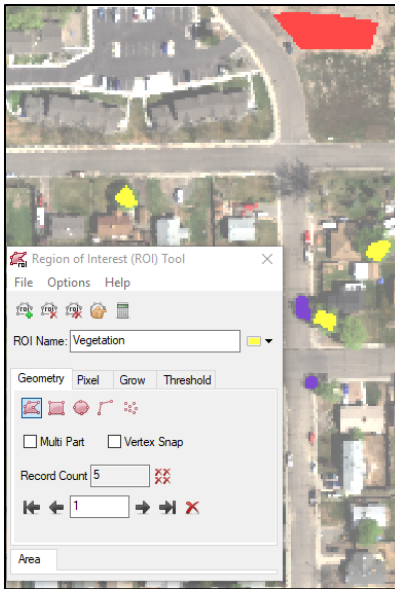 Region of Interest (ROI) Tool
File Options Help
ROI Name: Vegetation
Geometry Pixel Grow Threshold
Multi Part Vertex Snap
Record Count 5
1
Area